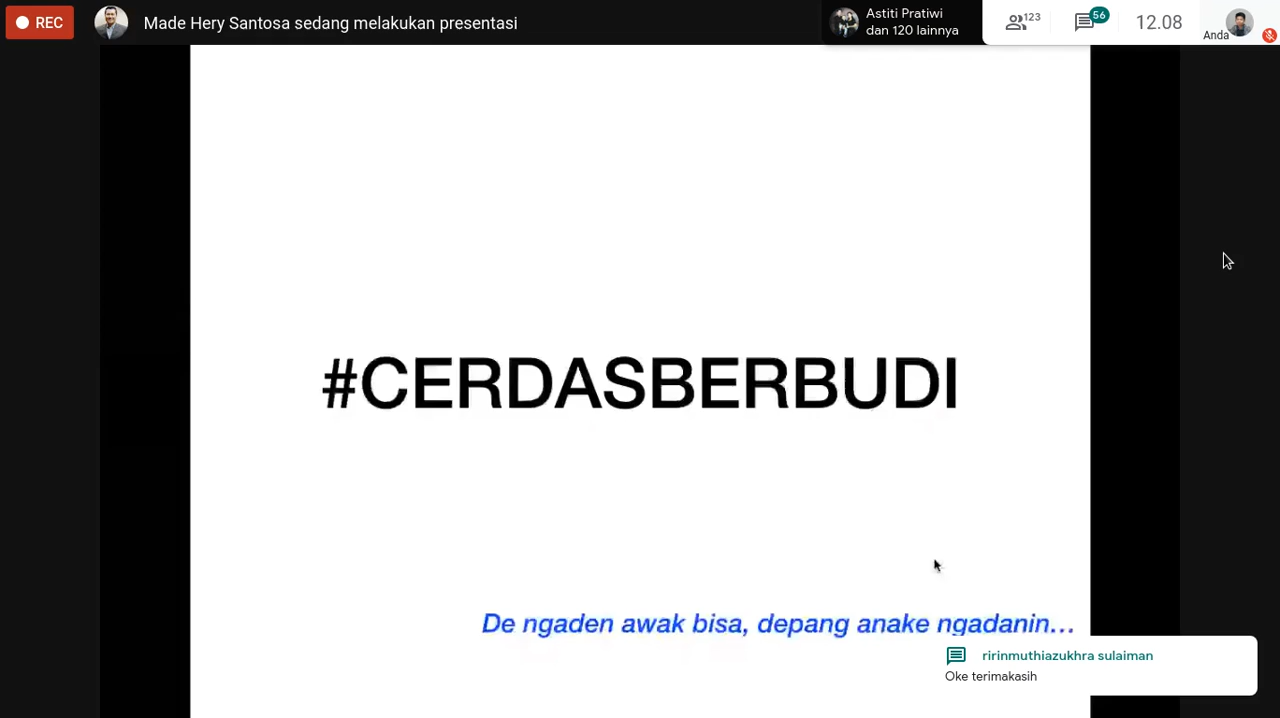 REC
Made Hery Santosa sedang melakukan presentasi
Astiti Pratiwi
dan 120 lainnya
123
56
12.08
Anda
#CERDASBERBUDI
De ngaden awak bisa, depang anake ngadanin...
ririnmuthiazukhra sulaiman
Oke terimakasih